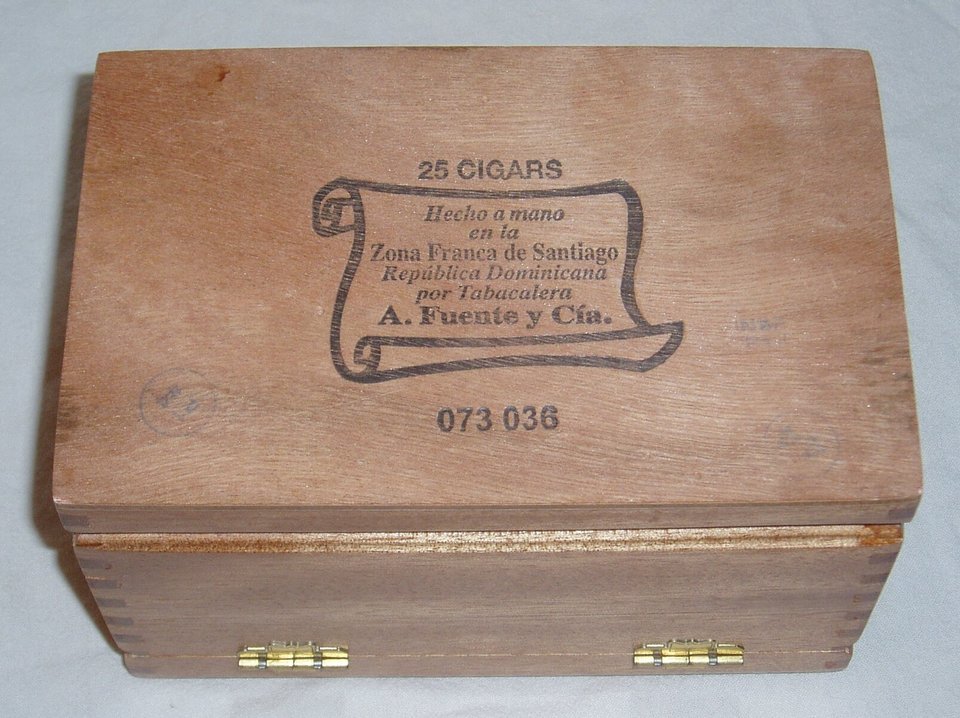 25 CIGARS
Hecho a mano
en la
Zona Franca de Santiago
República Dominicana
por Tabacalera
A. Fuente y Cía.
073 036